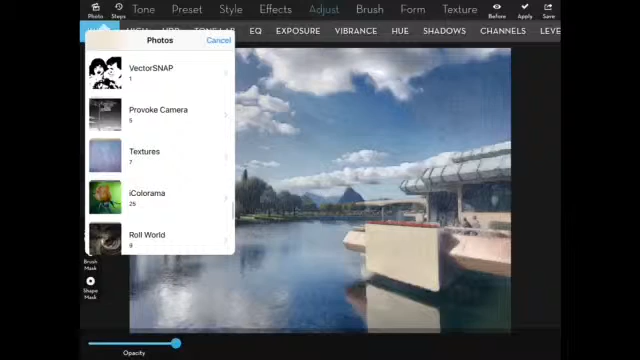 Photo Steps Tone Preset Style Effects Adjust Brush Form Texture Before Apply Save
EQ EXPOSURE VIBRANCE HUE SHADOWS CHANNELS LEVE
Photos Cancel
VectorSNAP
1
Provoke Camera
5
Textures
7
iColorama
25
Roll World
9
Brush
Mask
Shape
Mask
Opacity